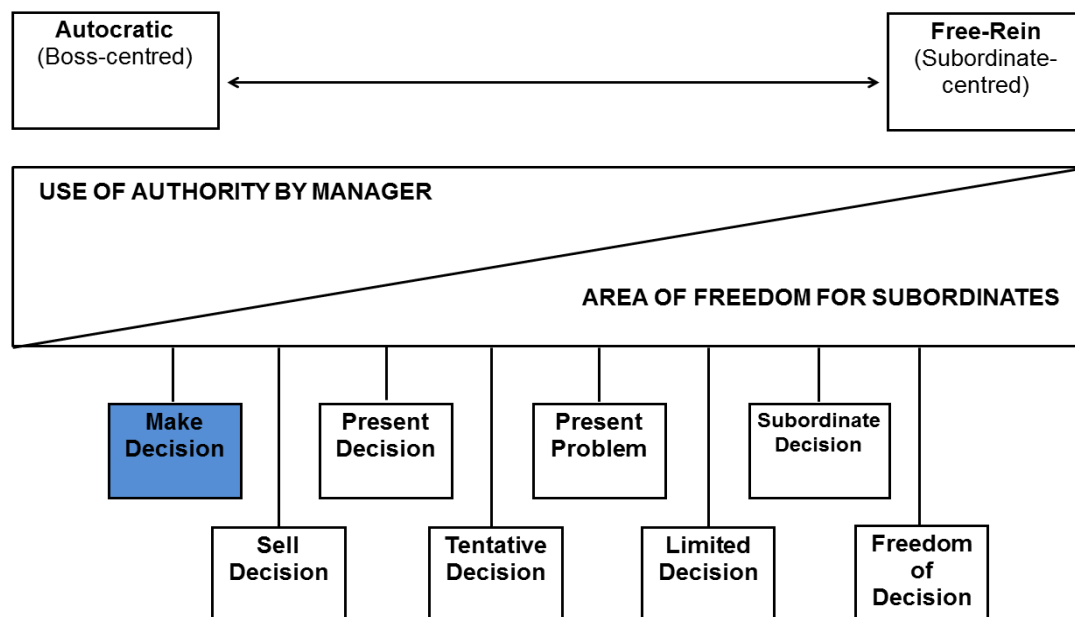 Autocratic
(Boss-centred)
Free-Rein
(Subordinate-
centred)
USE OF AUTHORITY BY MANAGER
AREA OF FREEDOM FOR SUBORDINATES
Make
Decision
Present
Decision
Present
Problem
Subordinate
Decision
Sell
Decision
Tentative
Decision
Limited
Decision
Freedom
of
Decision